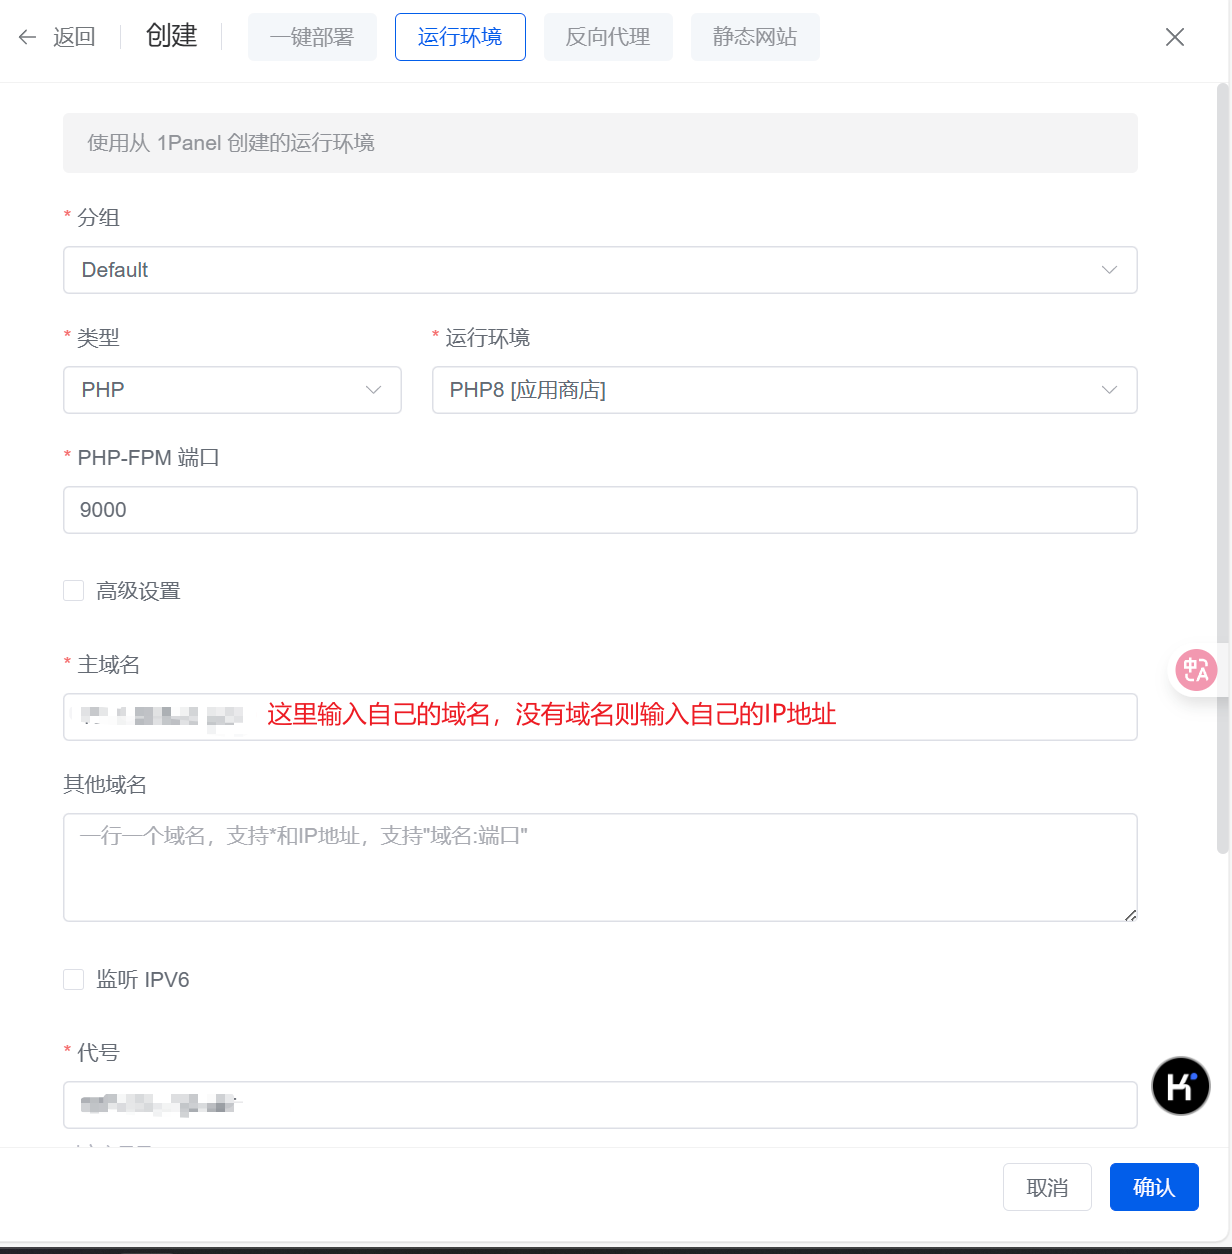 返回
创建
一键部署
运行环境
反向代理
静态网站
使用从 1Panel 创建的运行环境
* 分组
Default
* 类型
* 运行环境
PHP
PHP8 [应用商店]
* PHP-FPM 端口
9000
高级设置
* 主域名
这里输入自己的域名，没有域名则输入自己的IP地址
其他域名
一行一个域名，支持*和IP地址，支持"域名:端口"
监听 IPV6
* 代号
取消
确认
中A
K